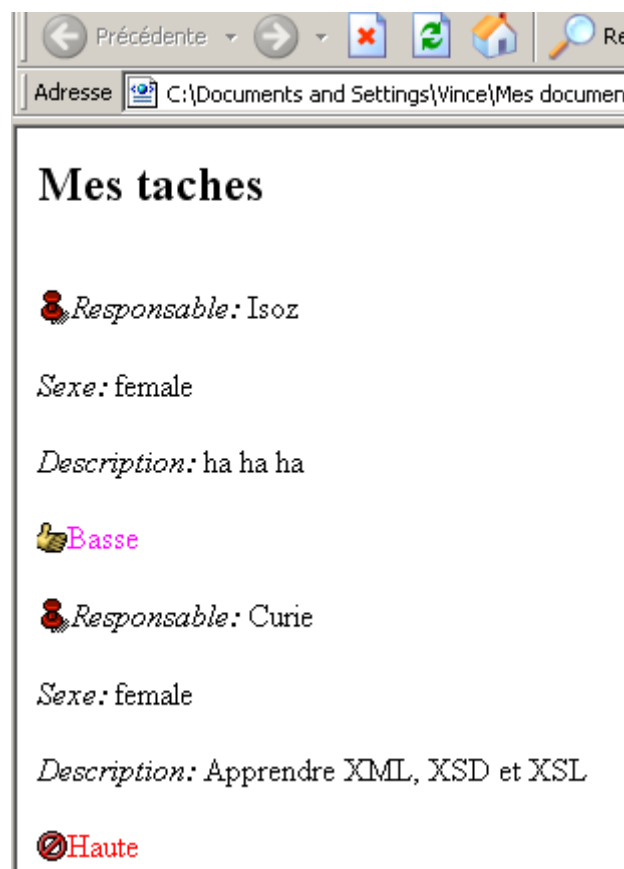 Précédente
Adresse C:\Documents and Settings\Vince\Mes documen
Mes taches
Responsable: Isoz
Sexe: female
Description: ha ha ha
Basse
Responsable: Curie
Sexe: female
Description: Apprendre XML, XSD et XSL
Haute